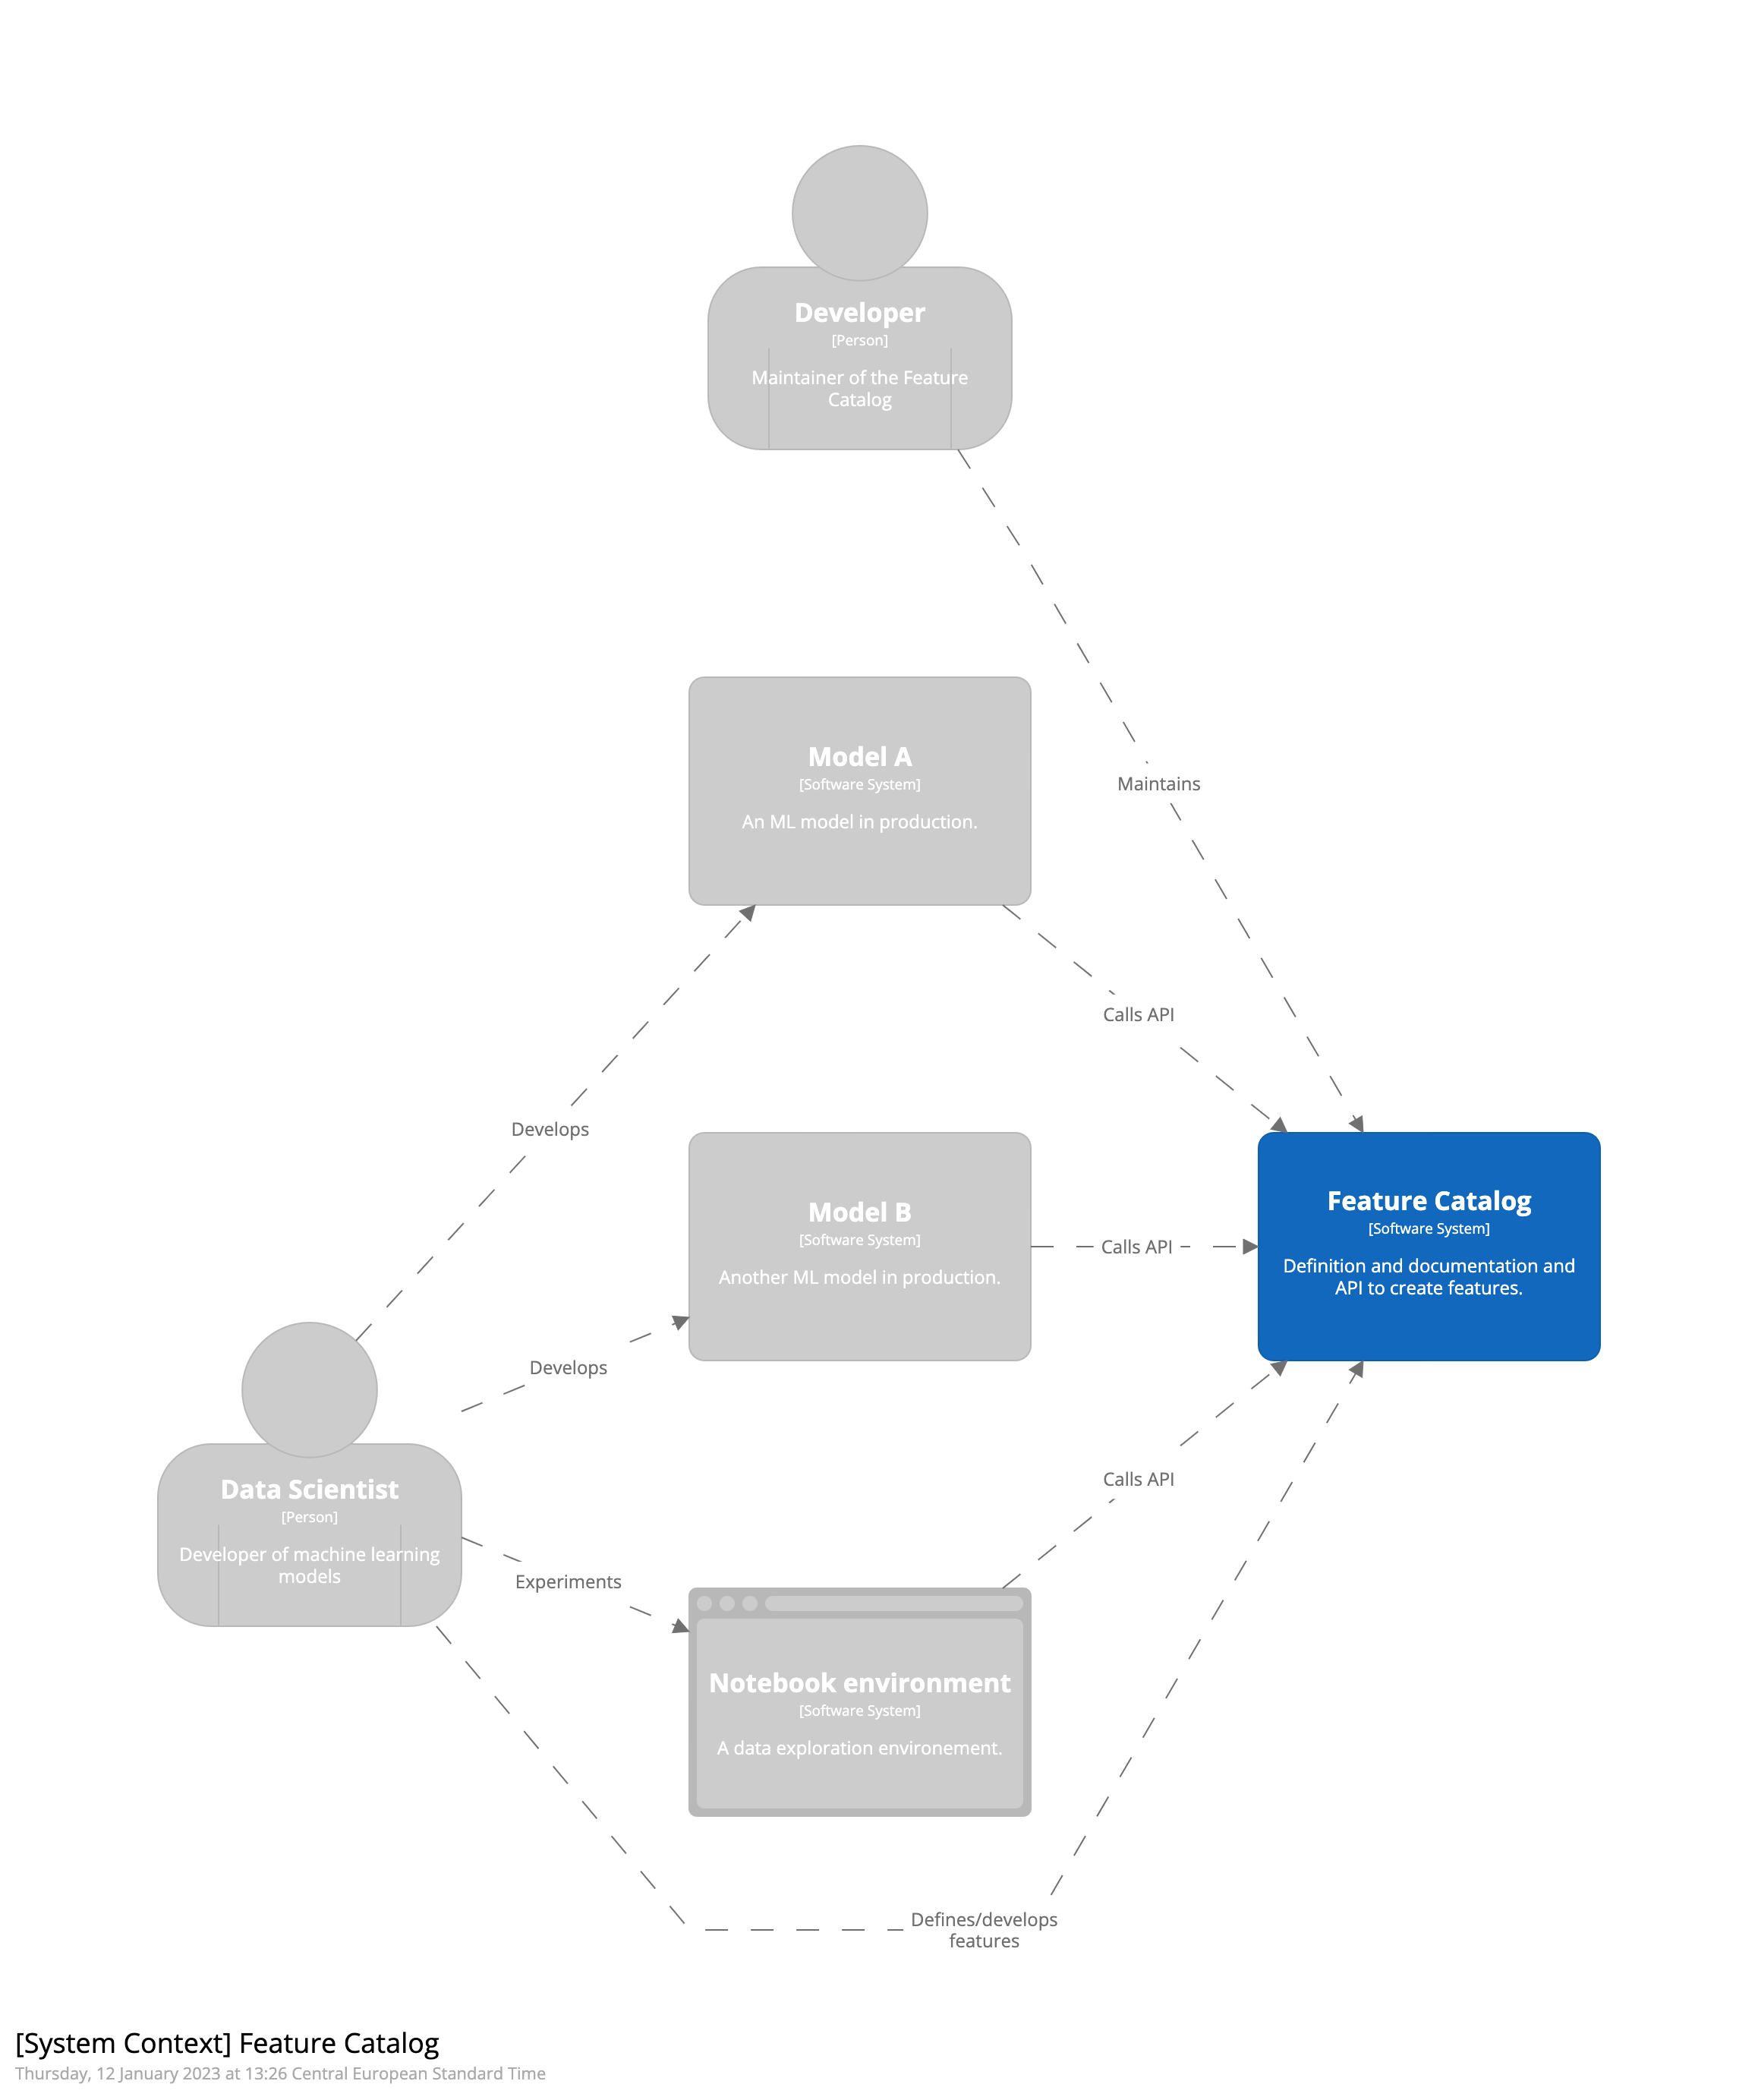 Developer
[Person]
Maintainer of the Feature
Catalog
Maintains
Model A
[Software System]
An ML model in production.
Calls API
Develops
Model B
[Software System]
Another ML model in production.
Calls API
Feature Catalog
[Software System]
Definition and documentation and
API to create features.
Develops
Data Scientist
[Person]
Developer of machine learning
models
Experiments
Calls API
Notebook environment
[Software System]
A data exploration environement.
Defines/develops
features
[System Context] Feature Catalog
Thursday, 12 January 2023 at 13:26 Central European Standard Time